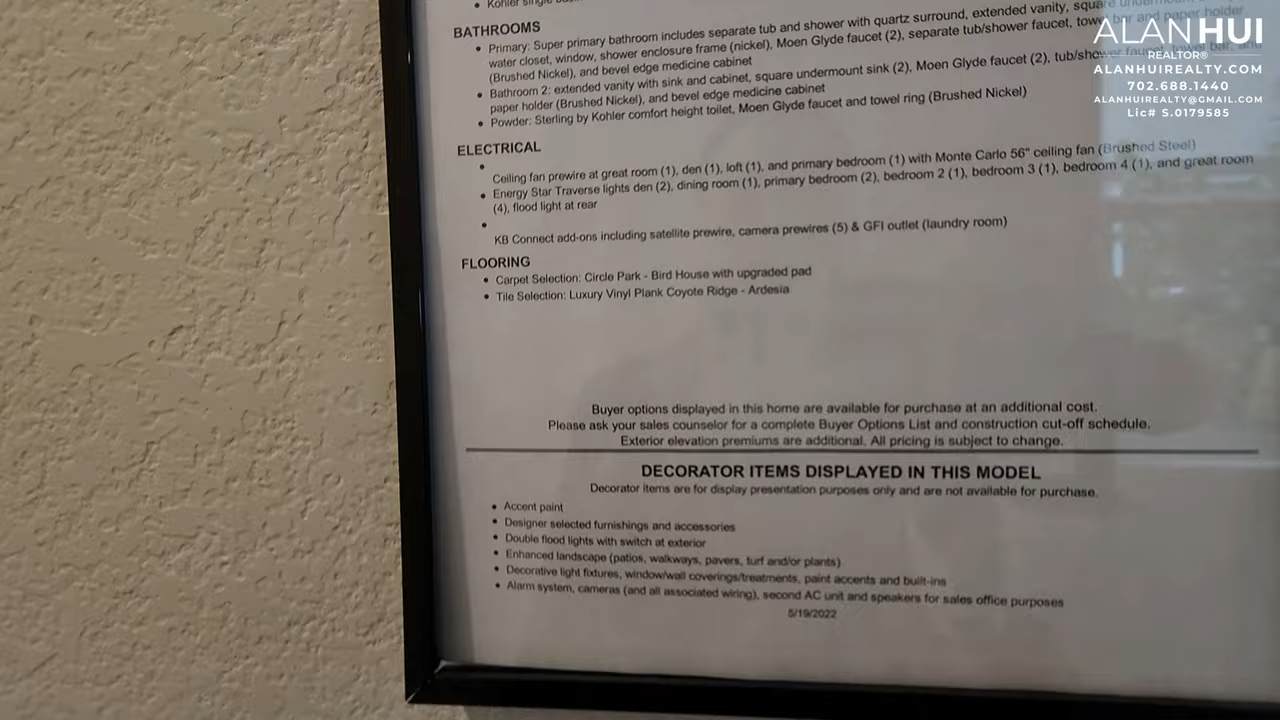 • Kohler single
BATHROOMS
• Primary: Super primary bathroom includes separate tub and shower with quartz surround, extended vanity, square undermount
water closet, window, shower enclosure frame (nickel), Moen Glyde faucet (2), separate tub/shower faucet, towel bar and paper holder
(Brushed Nickel), and bevel edge medicine cabinet
• Bathroom 2: extended vanity with sink and cabinet, square undermount sink (2), Moen Glyde faucet (2), tub/shower faucet, towel bar, and
paper holder (Brushed Nickel), and bevel edge medicine cabinet
• Powder: Sterling by Kohler comfort height toilet, Moen Glyde faucet and towel ring (Brushed Nickel)
ELECTRICAL
•
Ceiling fan prewire at great room (1), den (1), loft (1), and primary bedroom (1) with Monte Carlo 56" ceiling fan (Brushed Steel)
• Energy Star Traverse lights den (2), dining room (1), primary bedroom (2), bedroom 2 (1), bedroom 3 (1), bedroom 4 (1), and great room
(4), flood light at rear
•
KB Connect add-ons including satellite prewire, camera prewires (5) & GFI outlet (laundry room)
FLOORING
• Carpet Selection: Circle Park - Bird House with upgraded pad
• Tile Selection: Luxury Vinyl Plank Coyote Ridge - Ardesia
Buyer options displayed in this home are available for purchase at an additional cost.
Please ask your sales counselor for a complete Buyer Options List and construction cut-off schedule.
Exterior elevation premiums are additional. All pricing is subject to change.
DECORATOR ITEMS DISPLAYED IN THIS MODEL
Decorator items are for display presentation purposes only and are not available for purchase.
• Accent paint
• Designer selected furnishings and accessories
• Double flood lights with switch at exterior
• Enhanced landscape (patios, walkways, pavers, turf and/or plants)
• Decorative light fixtures, window/wall coverings/treatments, paint accents and built-ins
• Alarm system, cameras (and all associated wiring), second AC unit and speakers for sales office purposes
5/19/2022
ALANHUI
REALTOR®
ALANHUIREALTY.COM
702.688.1440
ALANHUIREALTY@GMAIL.COM
Lic# S.0179585